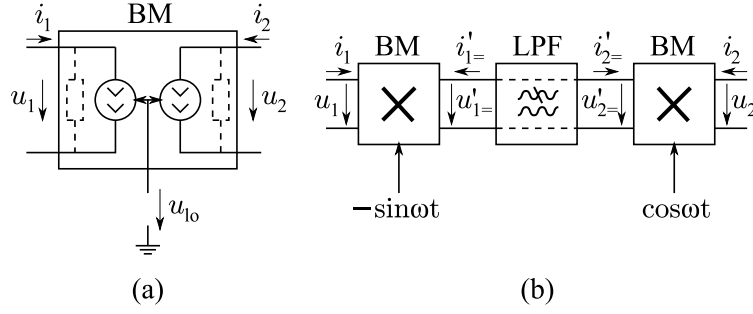 BM
i1 i2
u1 u2
ulo
(a)
i1 BM i'1= LPF i'2= BM i2
u1 u'1= u'2= u2
−sinωt cosωt
(b)